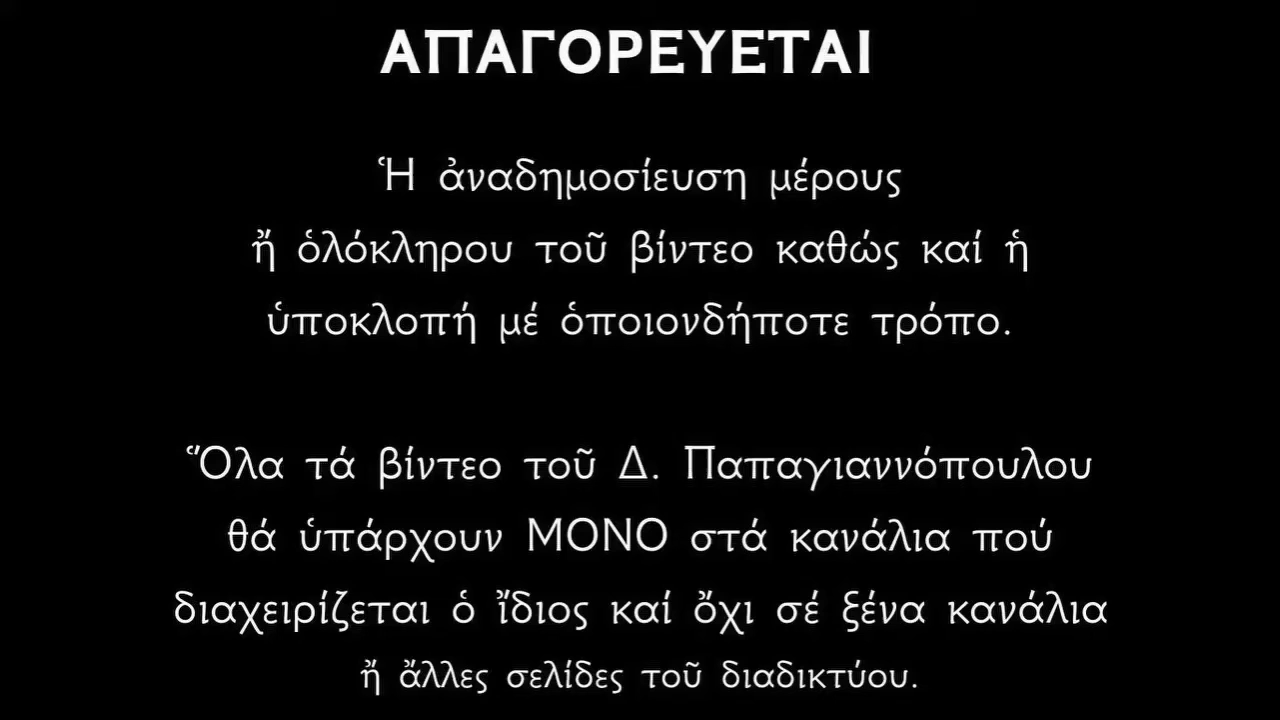 ΑΠΑΓΟΡΕΥΕΤΑΙ
Ἡ ἀναδημοσίευση μέρους
ἤ ὁλόκληρου τοῦ βίντεο καθώς καί ἡ
ὑποκλοπή μέ ὁποιονδήποτε τρόπο.
Ὅλα τά βίντεο τοῦ Δ. Παπαγιαννόπουλου
θά ὑπάρχουν ΜΟΝΟ στά κανάλια πού
διαχειρίζεται ὁ ἴδιος καί ὄχι σέ ξένα κανάλια
ἤ ἄλλες σελίδες τοῦ διαδικτύου.